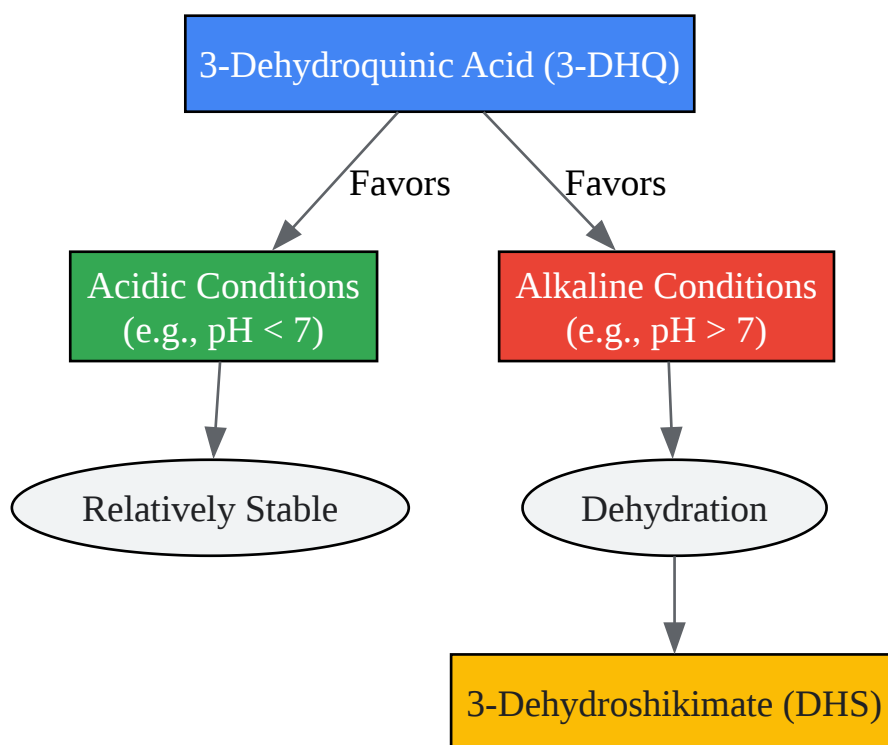 3-Dehydroquinic Acid (3-DHQ)
Favors
Favors
Acidic Conditions
(e.g., pH < 7)
Alkaline Conditions
(e.g., pH > 7)
Relatively Stable
Dehydration
3-Dehydroshikimate (DHS)